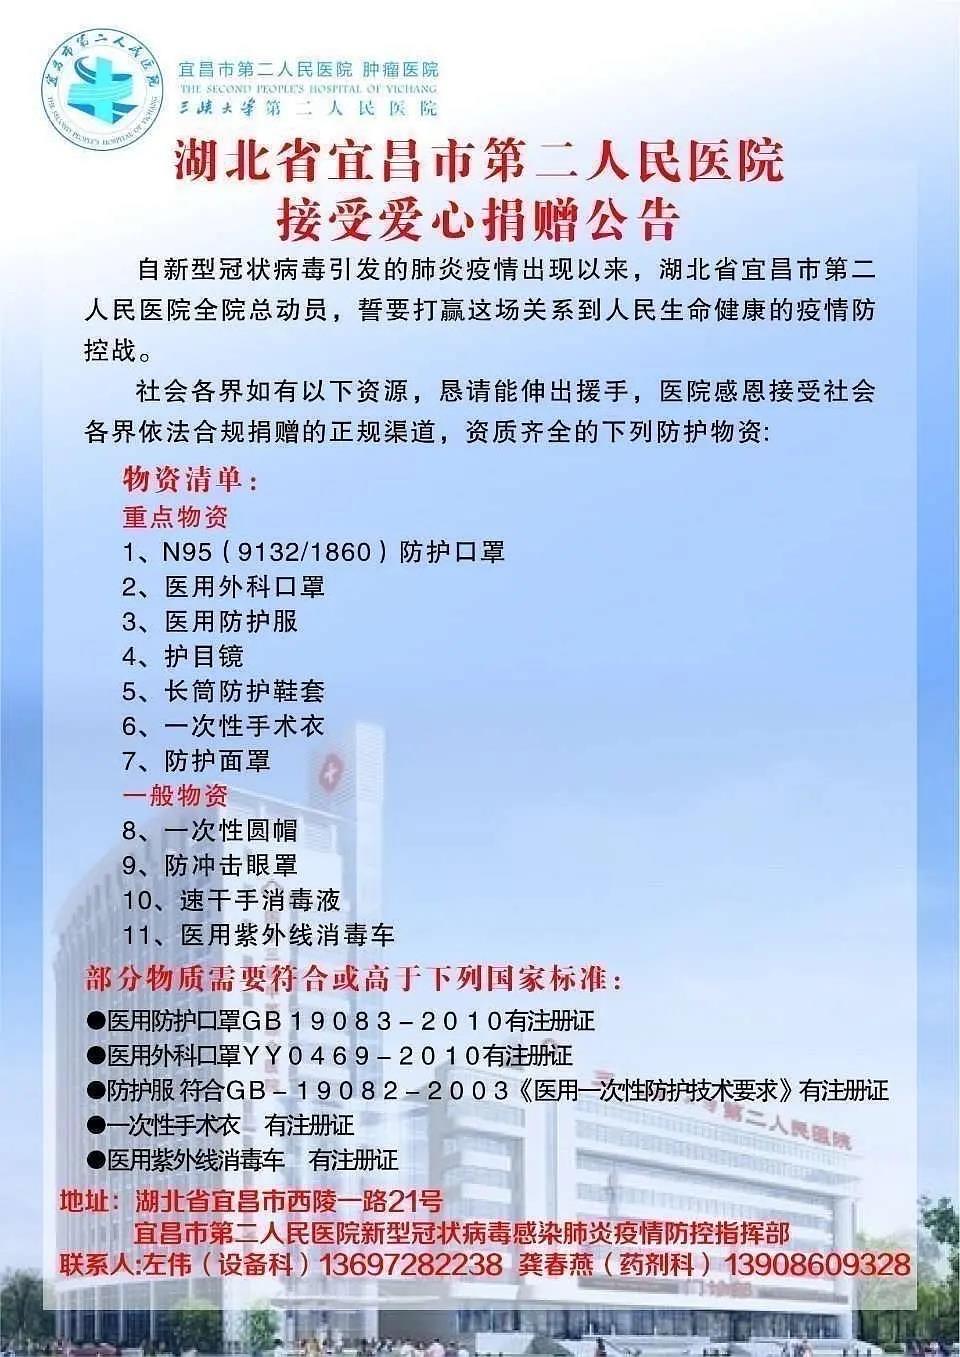 宜昌市第二人民医院
THE SECOND PEOPLE'S HOSPITAL OF YICHANG
宜昌市第二人民医院 肿瘤医院
THE SECOND PEOPLE'S HOSPITAL OF YICHANG
三峡大学第二人民医院
湖北省宜昌市第二人民医院
接受爱心捐赠公告
自新型冠状病毒引发的肺炎疫情出现以来，湖北省宜昌市第二
人民医院全院总动员，誓要打赢这场关系到人民生命健康的疫情防
控战。
社会各界如有以下资源，恳请能伸出援手，医院感恩接受社会
各界依法合规捐赠的正规渠道，资质齐全的下列防护物资:
物资清单：
重点物资
1、N95（9132/1860）防护口罩
2、医用外科口罩
3、医用防护服
4、护目镜
5、长筒防护鞋套
6、一次性手术衣
7、防护面罩
一般物资
8、一次性圆帽
9、防冲击眼罩
10、速干手消毒液
11、医用紫外线消毒车
部分物质需要符合或高于下列国家标准：
●医用防护口罩GB19083-2010有注册证
●医用外科口罩YY0469-2010有注册证
●防护服 符合GB-19082-2003《医用一次性防护技术要求》有注册证
●一次性手术衣 有注册证
●医用紫外线消毒车 有注册证
第二人民医院
地址：湖北省宜昌市西陵一路21号
宜昌市第二人民医院新型冠状病毒感染肺炎疫情防控指挥部
联系人:左伟（设备科）13697282238 龚春燕（药剂科）13908609328